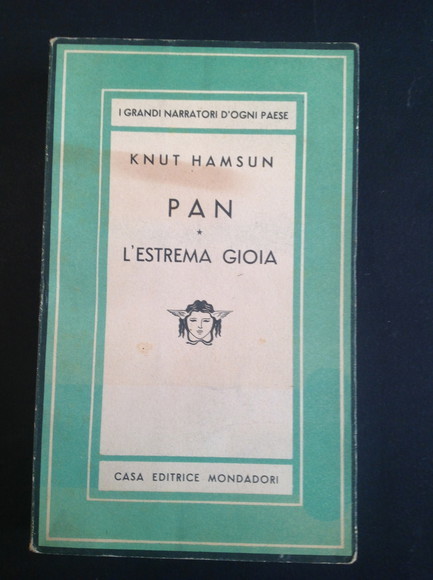 I GRANDI NARRATORI D'OGNI PAESE
KNUT HAMSUN
PAN
★
L'ESTREMA GIOIA
CASA EDITRICE MONDADORI